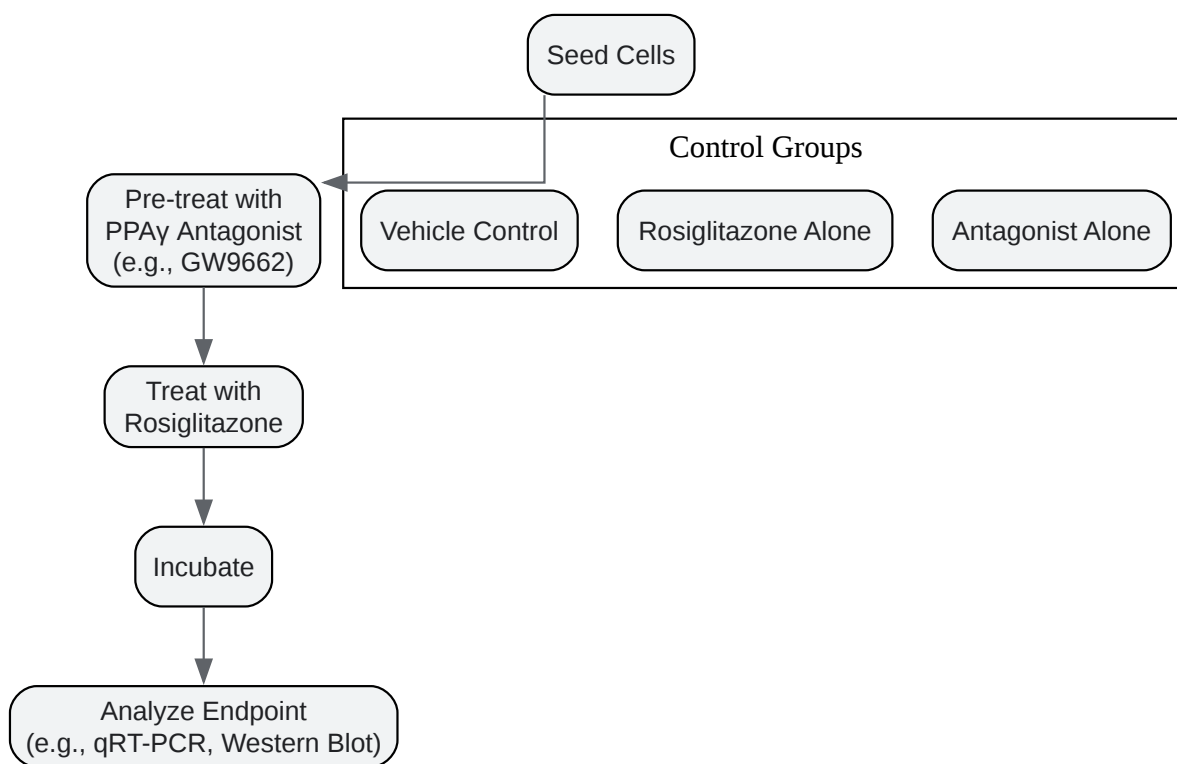 Seed Cells
Control Groups
Pre-treat with
PPAγ Antagonist
(e.g., GW9662)
Vehicle Control
Rosiglitazone Alone
Antagonist Alone
Treat with
Rosiglitazone
Incubate
Analyze Endpoint
(e.g., qRT-PCR, Western Blot)